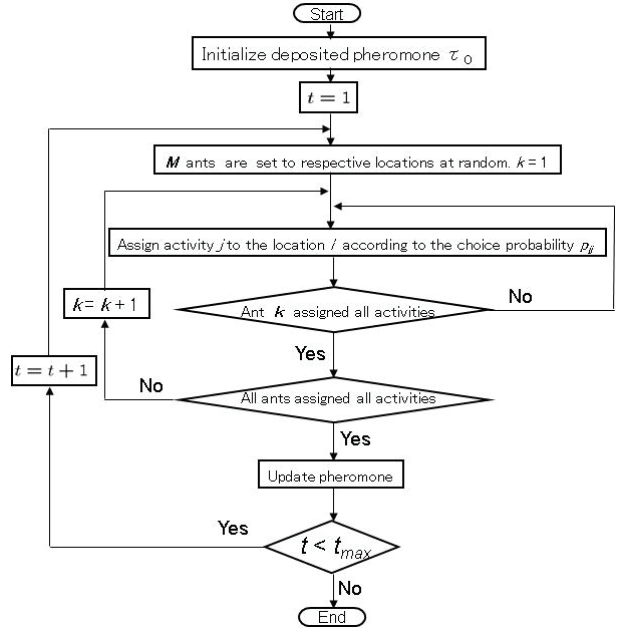 Start
Initialize deposited pheromone τ0
t = 1
M ants are set to respective locations at random. k = 1
Assign activity j to the location i according to the choice probability pij
k = k + 1
Ant k assigned all activities
No
Yes
t = t + 1
No
All ants assigned all activities
Yes
Update pheromone
Yes
t < tmax
No
End